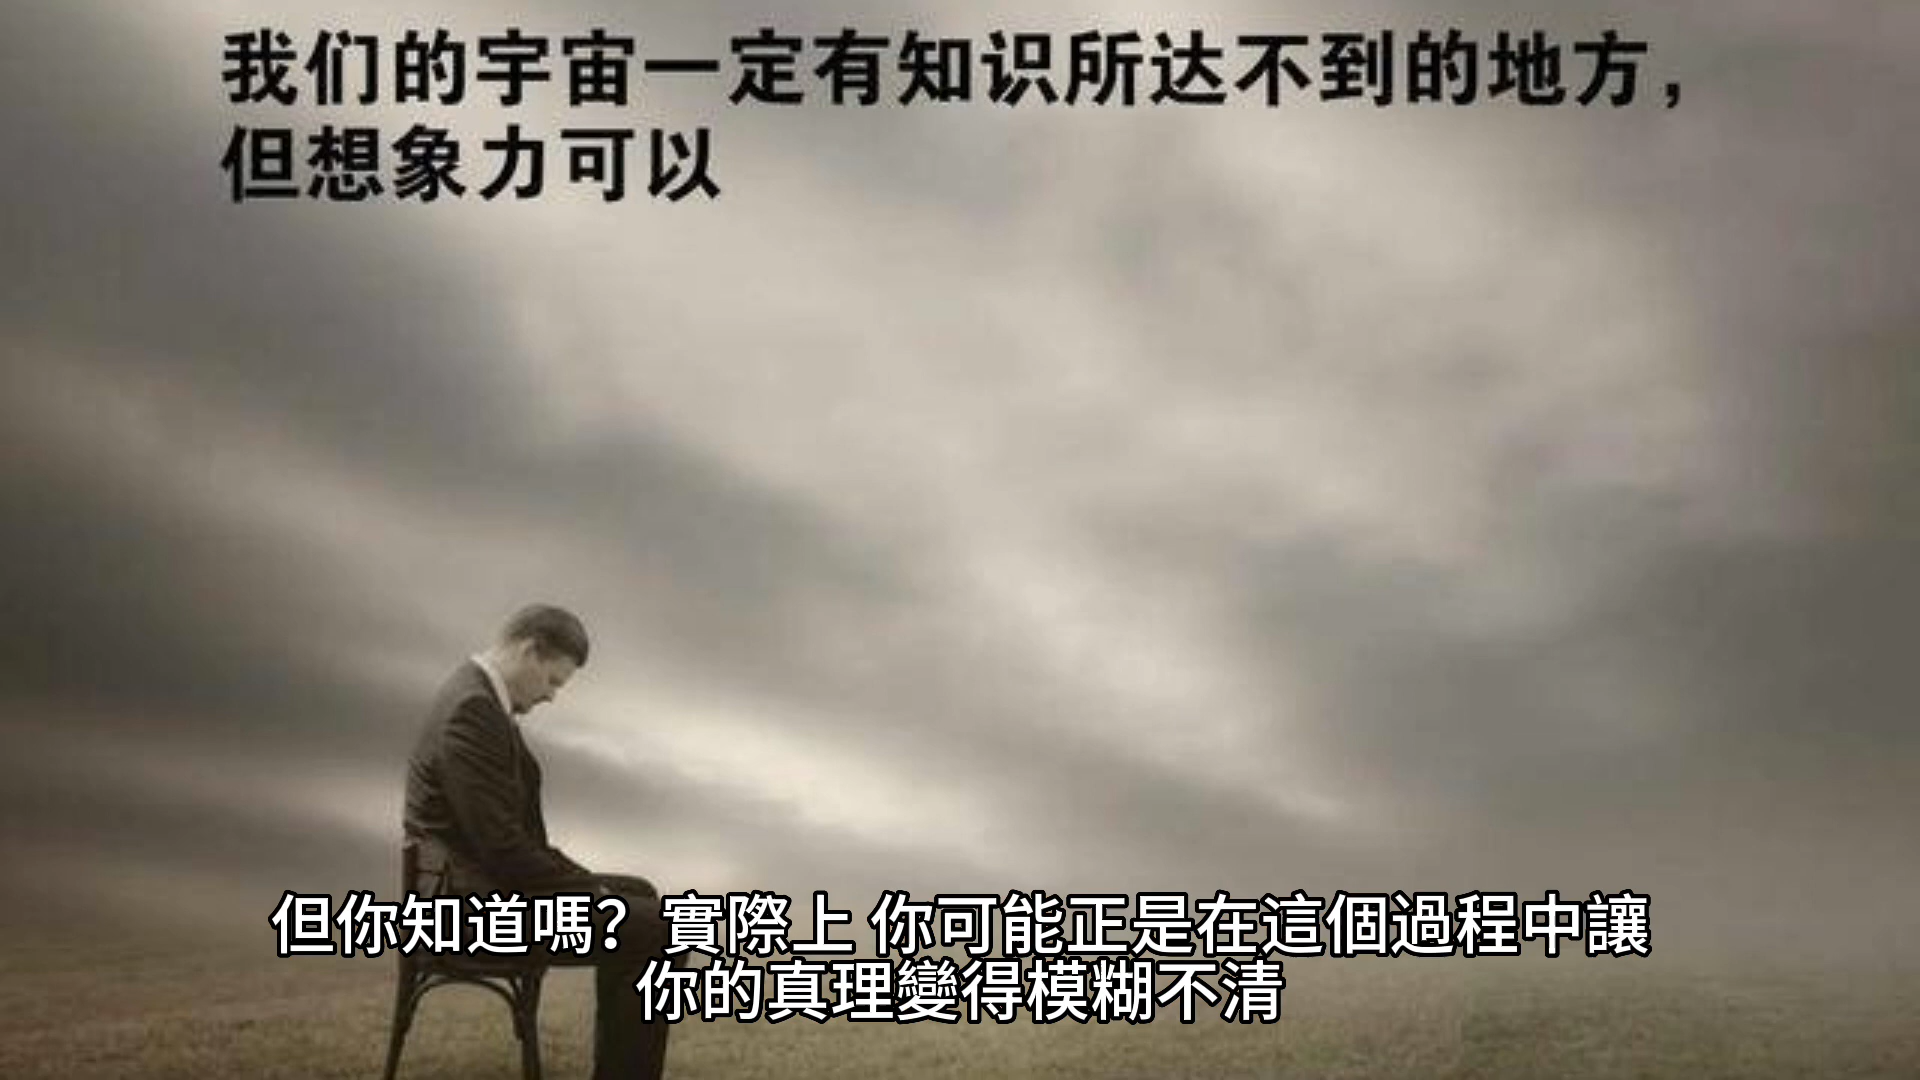 我们的宇宙一定有知识所达不到的地方，
但想象力可以
但你知道嗎？實際上 你可能正是在這個過程中讓
你的真理變得模糊不清